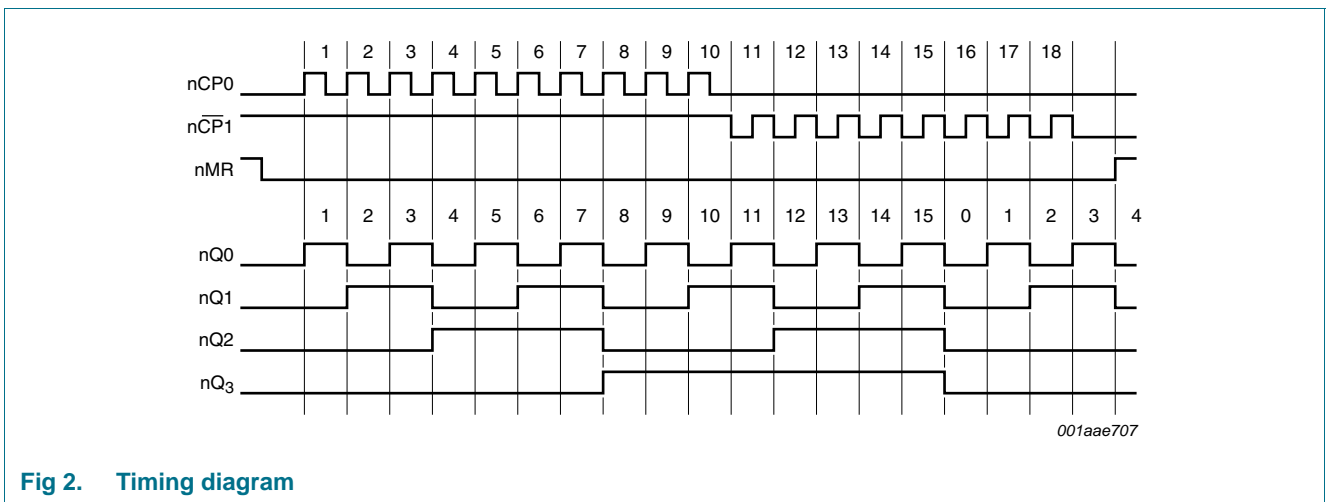 1 2 3 4 5 6 7 8 9 10 11 12 13 14 15 16 17 18
nCP0
nC̅P̅1
nMR
1 2 3 4 5 6 7 8 9 10 11 12 13 14 15 0 1 2 3 4
nQ0
nQ1
nQ2
nQ3
001aae707
Fig 2. Timing diagram